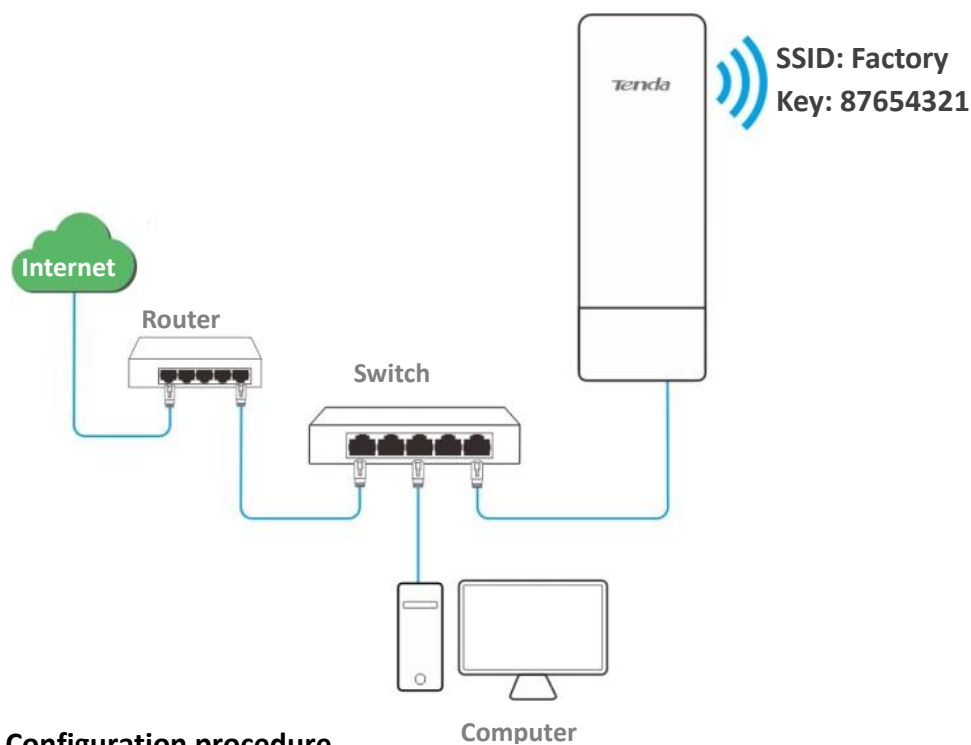 Tenda
SSID: Factory
Key: 87654321
Internet
Router
Switch
Computer
Configuration procedure